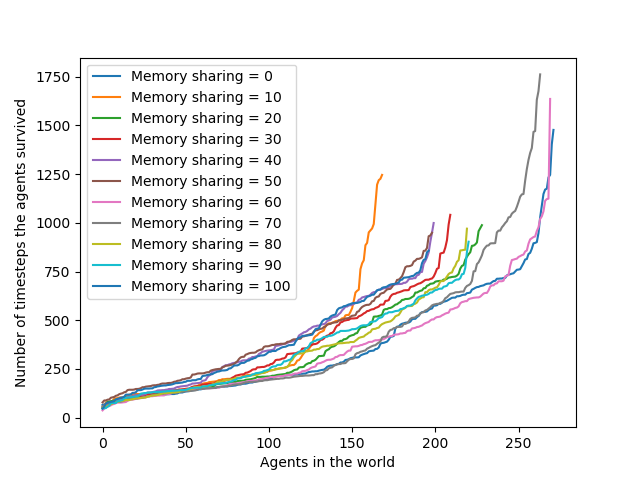 Memory sharing = 0
Memory sharing = 10
Memory sharing = 20
Memory sharing = 30
Memory sharing = 40
Memory sharing = 50
Memory sharing = 60
Memory sharing = 70
Memory sharing = 80
Memory sharing = 90
Memory sharing = 100
Number of timesteps the agents survived
1750
1500
1250
1000
750
500
250
0
0 50 100 150 200 250
Agents in the world